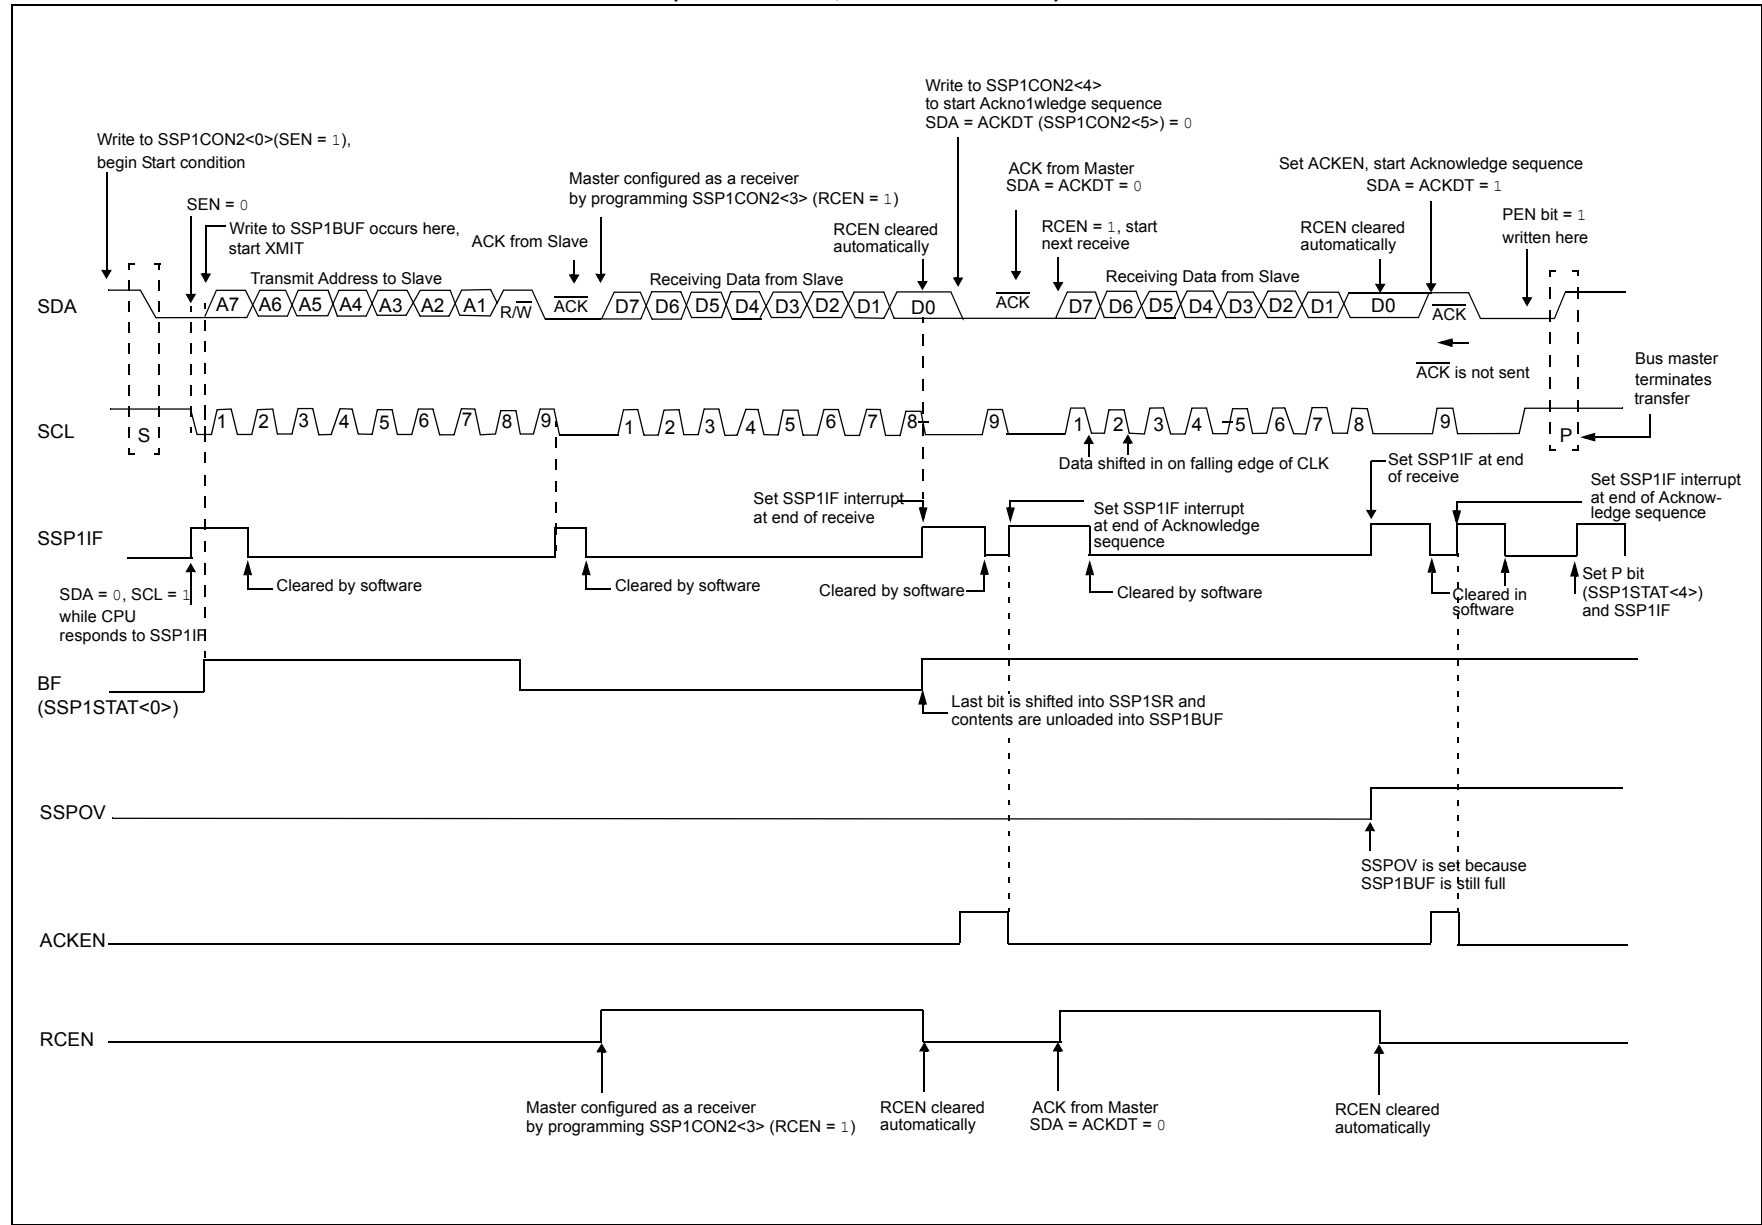 Write to SSP1CON2<4>
to start Ackno1wledge sequence
SDA = ACKDT (SSP1CON2<5>) = 0
Write to SSP1CON2<0>(SEN = 1),
begin Start condition
ACK from Master
SDA = ACKDT = 0
Set ACKEN, start Acknowledge sequence
SDA = ACKDT = 1
Master configured as a receiver
by programming SSP1CON2<3> (RCEN = 1)
SEN = 0
Write to SSP1BUF occurs here,
start XMIT
ACK from Slave
RCEN cleared
automatically
RCEN = 1, start
next receive
RCEN cleared
automatically
PEN bit = 1
written here
Transmit Address to Slave
Receiving Data from Slave
Receiving Data from Slave
SDA
A7 A6 A5 A4 A3 A2 A1 R/W ACK D7 D6 D5 D4 D3 D2 D1 D0 ACK D7 D6 D5 D4 D3 D2 D1 D0 ACK
ACK is not sent
Bus master
terminates
transfer
SCL
S 1 2 3 4 5 6 7 8 9 1 2 3 4 5 6 7 8 9 1 2 3 4 5 6 7 8 9 P
Data shifted in on falling edge of CLK
Set SSP1IF at end
of receive
Set SSP1IF interrupt
at end of receive
Set SSP1IF interrupt
at end of Acknowledge
sequence
Set SSP1IF interrupt
at end of Acknow-
ledge sequence
SSP1IF
SDA = 0, SCL = 1
while CPU
responds to SSP1IF
Cleared by software
Cleared by software
Cleared by software
Cleared by software
Cleared in
software
Set P bit
(SSP1STAT<4>)
and SSP1IF
BF
(SSP1STAT<0>)
Last bit is shifted into SSP1SR and
contents are unloaded into SSP1BUF
SSPOV
SSPOV is set because
SSP1BUF is still full
ACKEN
RCEN
Master configured as a receiver
by programming SSP1CON2<3> (RCEN = 1)
RCEN cleared
automatically
ACK from Master
SDA = ACKDT = 0
RCEN cleared
automatically